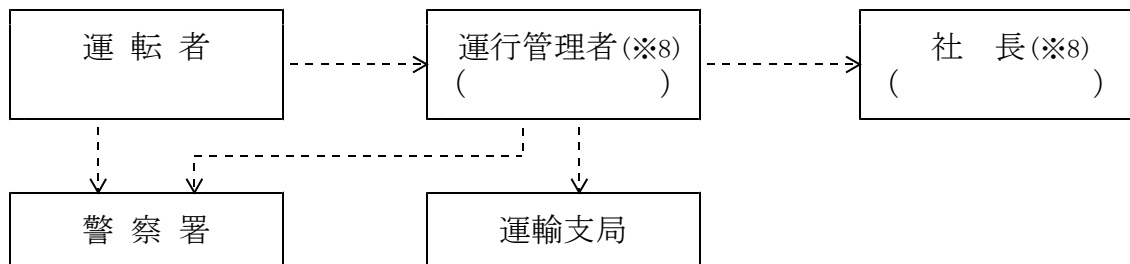 運 転 者
運行管理者(※8)
(　　　　　)
社　長(※8)
(　　　　　)
警 察 署
運輸支局